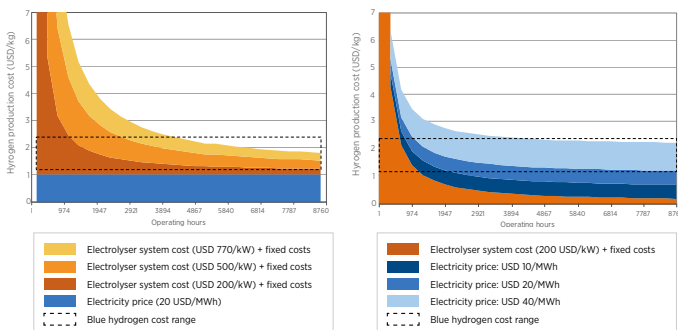 Hyrogen production cost (USD/kg)
7
6
5
4
3
2
1
0
1 974 1947 2921 3894 4867 5840 6814 7787 8760
Operating hours
Electrolyser system cost (USD 770/kW) + fixed costs
Electrolyser system cost (USD 500/kW) + fixed costs
Electrolyser system cost (USD 200/kW) + fixed costs
Electricity price (20 USD/MWh)
Blue hydrogen cost range
Hyrogen production cost (USD/kg)
7
6
5
4
3
2
1
0
1 974 1947 2921 3894 4867 5840 6814 7787 876
Operating hours
Electrolyser system cost (200 USD/kW) + fixed costs
Electricity price: USD 10/MWh
Electricity price: USD 20/MWh
Electricity price: USD 40/MWh
Blue hydrogen cost range